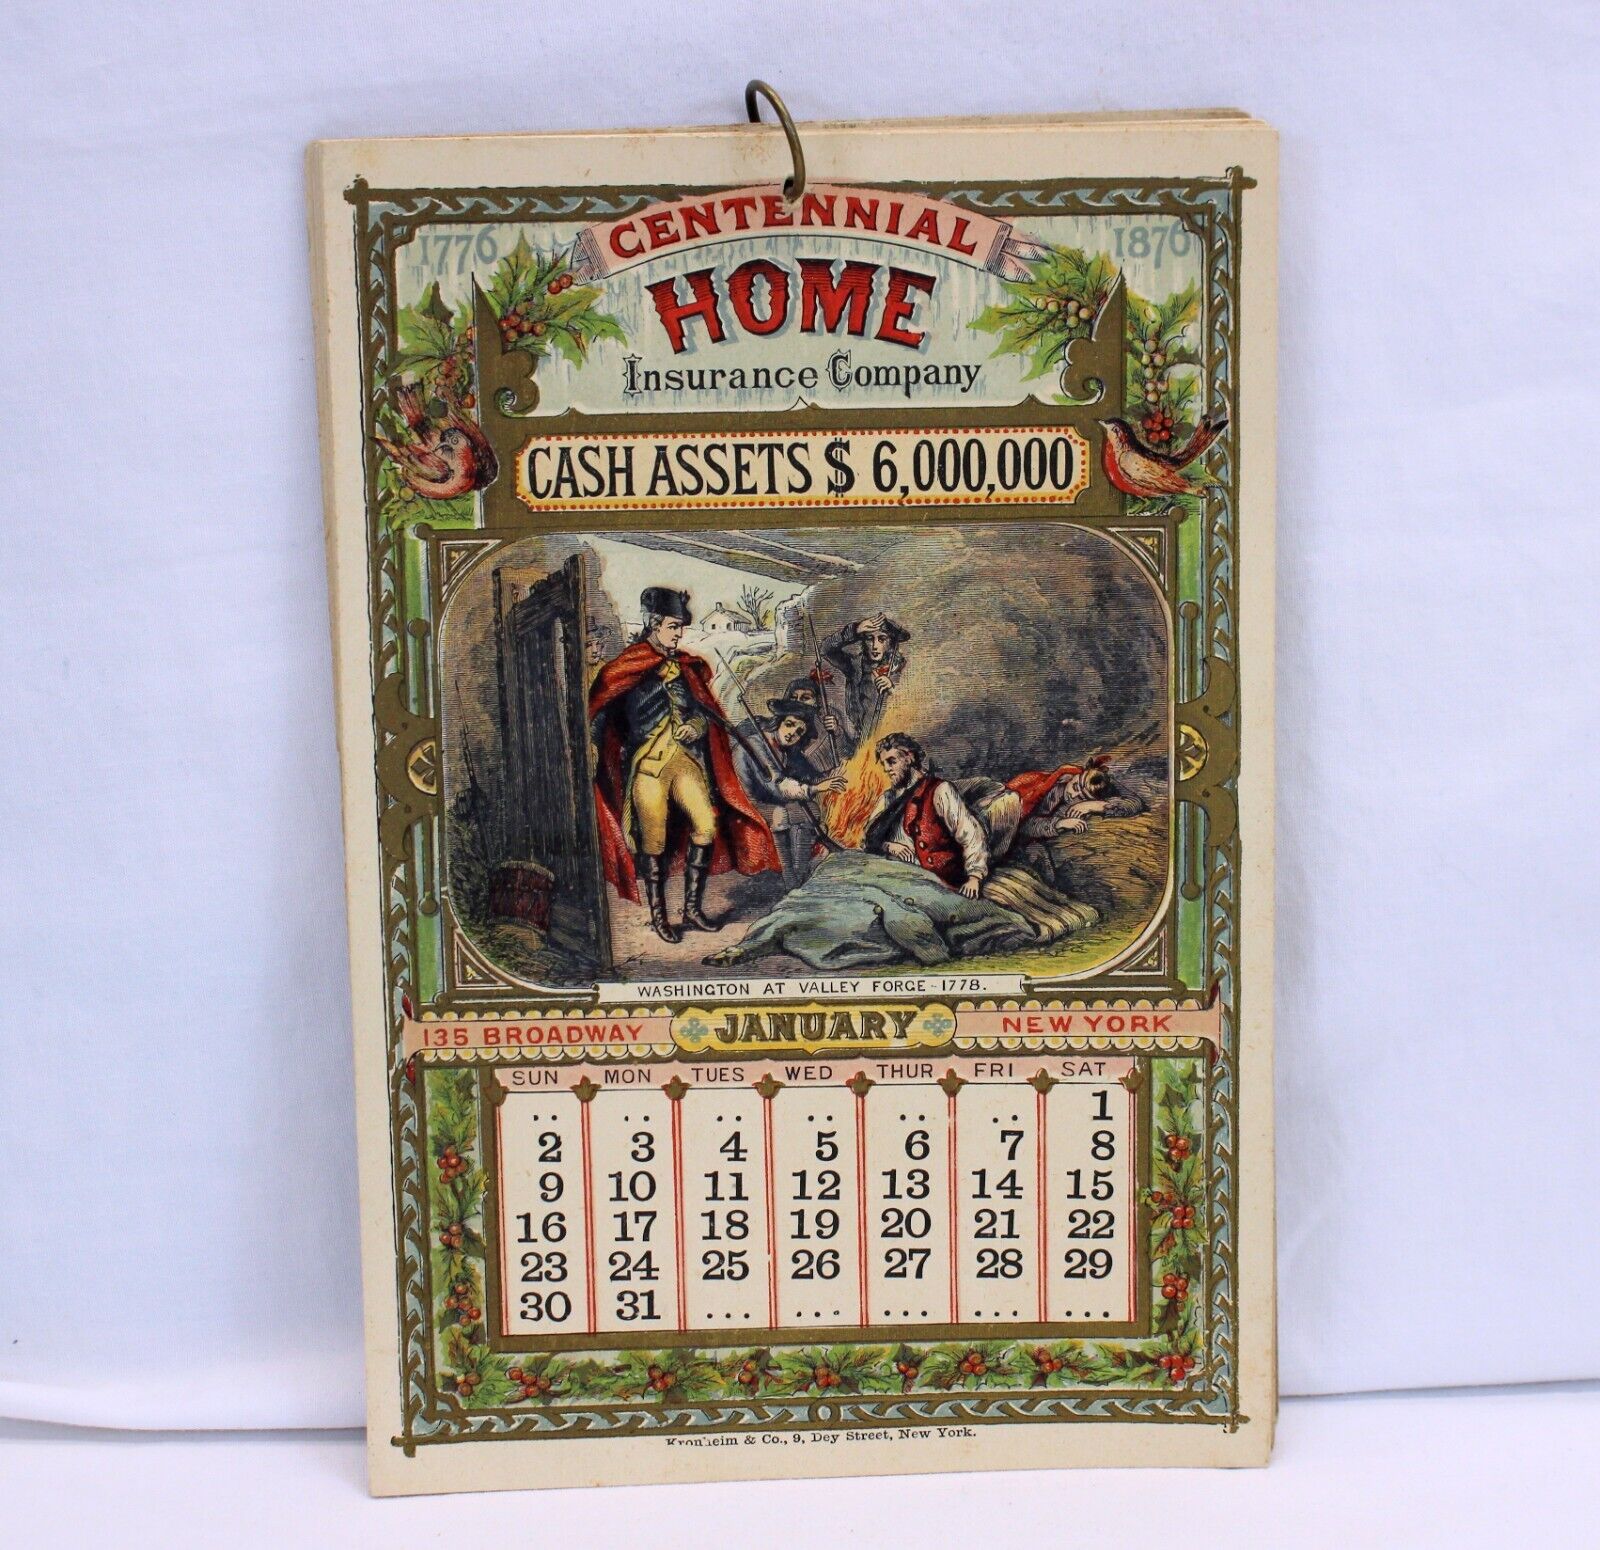 CENTENNIAL
1776 1876
HOME
Insurance Company
CASH ASSETS $ 6,000,000
WASHINGTON AT VALLEY FORGE - 1778.
135 BROADWAY JANUARY NEW YORK
SUN MON TUES WED THUR FRI SAT
.. .. .. .. .. .. 1
2 3 4 5 6 7 8
9 10 11 12 13 14 15
16 17 18 19 20 21 22
23 24 25 26 27 28 29
30 31 ... ... ... ... ...
Kronheim & Co., 9, Dey Street, New York.